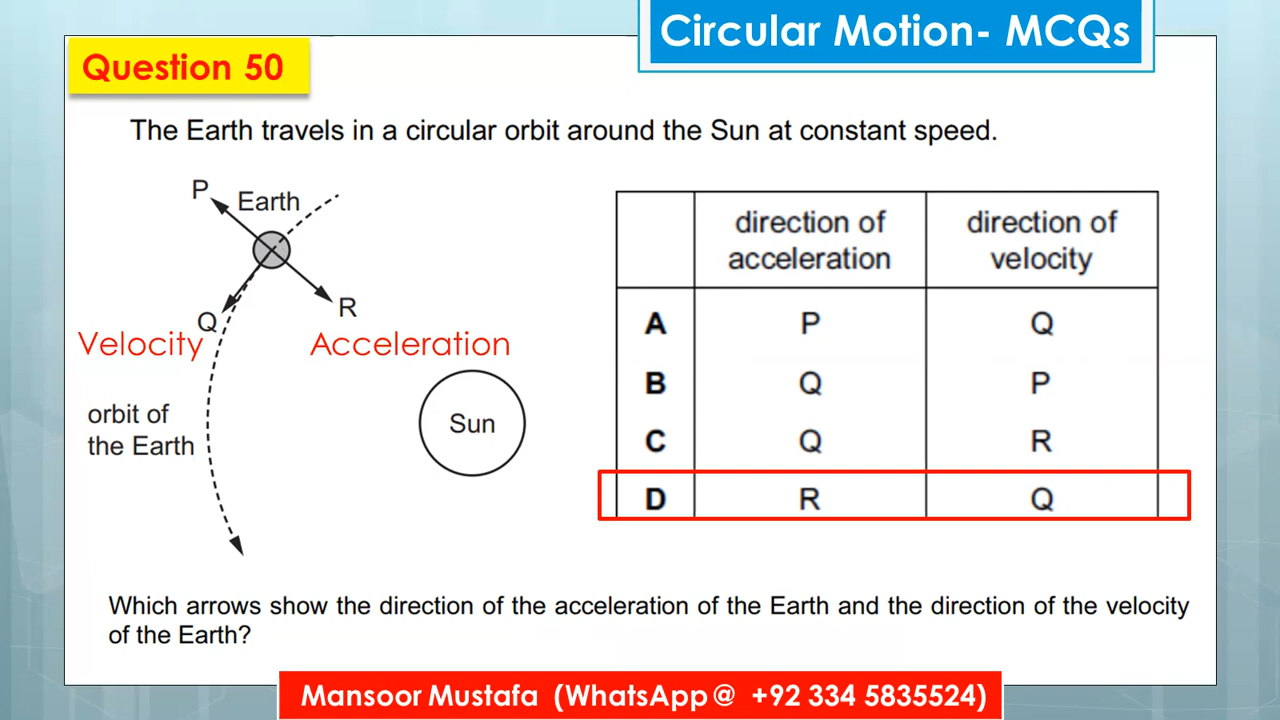 Circular Motion- MCQs
Question 50
The Earth travels in a circular orbit around the Sun at constant speed.
P
Earth
Q
R
Velocity
Acceleration
orbit of
the Earth
Sun
direction of acceleration direction of velocity
A P Q
B Q P
C Q R
D R Q
Which arrows show the direction of the acceleration of the Earth and the direction of the velocity
of the Earth?
Mansoor Mustafa (WhatsApp@ +92 334 5835524)